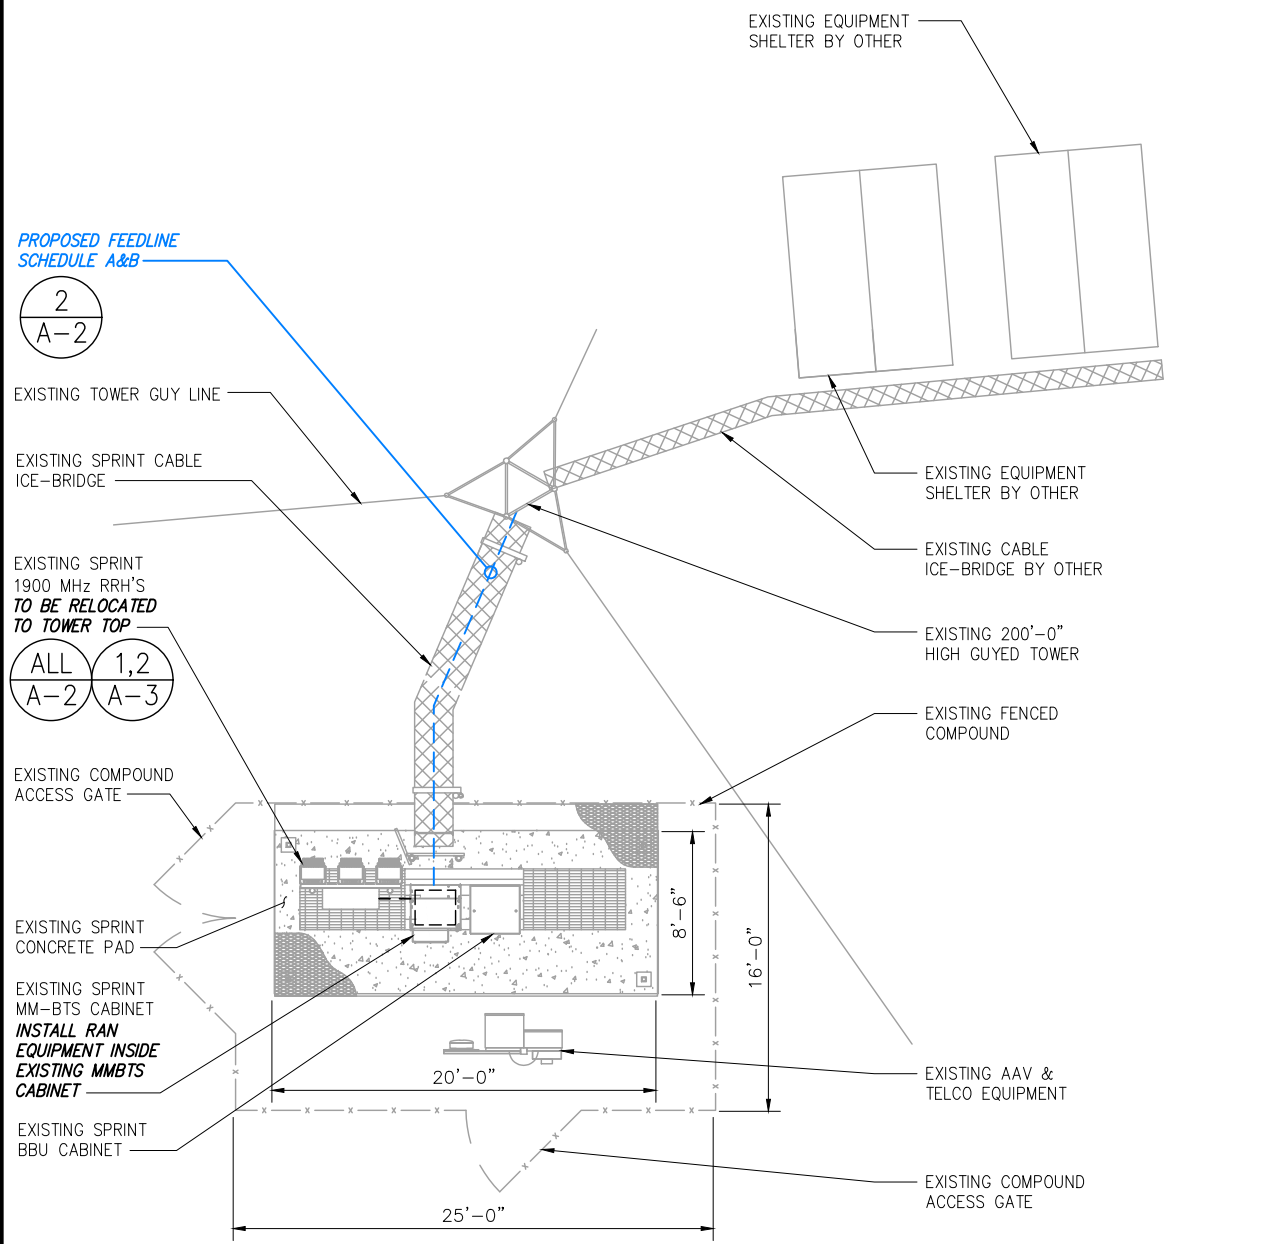 EXISTING EQUIPMENT
SHELTER BY OTHER
PROPOSED FEEDLINE
SCHEDULE A&B
2
A-2
EXISTING TOWER GUY LINE
EXISTING SPRINT CABLE
ICE-BRIDGE
EXISTING EQUIPMENT
SHELTER BY OTHER
EXISTING CABLE
ICE-BRIDGE BY OTHER
EXISTING SPRINT
1900 MHz RRH'S
TO BE RELOCATED
TO TOWER TOP
ALL
A-2
1,2
A-3
EXISTING 200'-0"
HIGH GUYED TOWER
EXISTING FENCED
COMPOUND
EXISTING COMPOUND
ACCESS GATE
8'-6"
16'-0"
EXISTING SPRINT
CONCRETE PAD
EXISTING SPRINT
MM-BTS CABINET
INSTALL RAN
EQUIPMENT INSIDE
EXISTING MMBTS
CABINET
20'-0"
EXISTING AAV &
TELCO EQUIPMENT
EXISTING SPRINT
BBU CABINET
EXISTING COMPOUND
ACCESS GATE
25'-0"